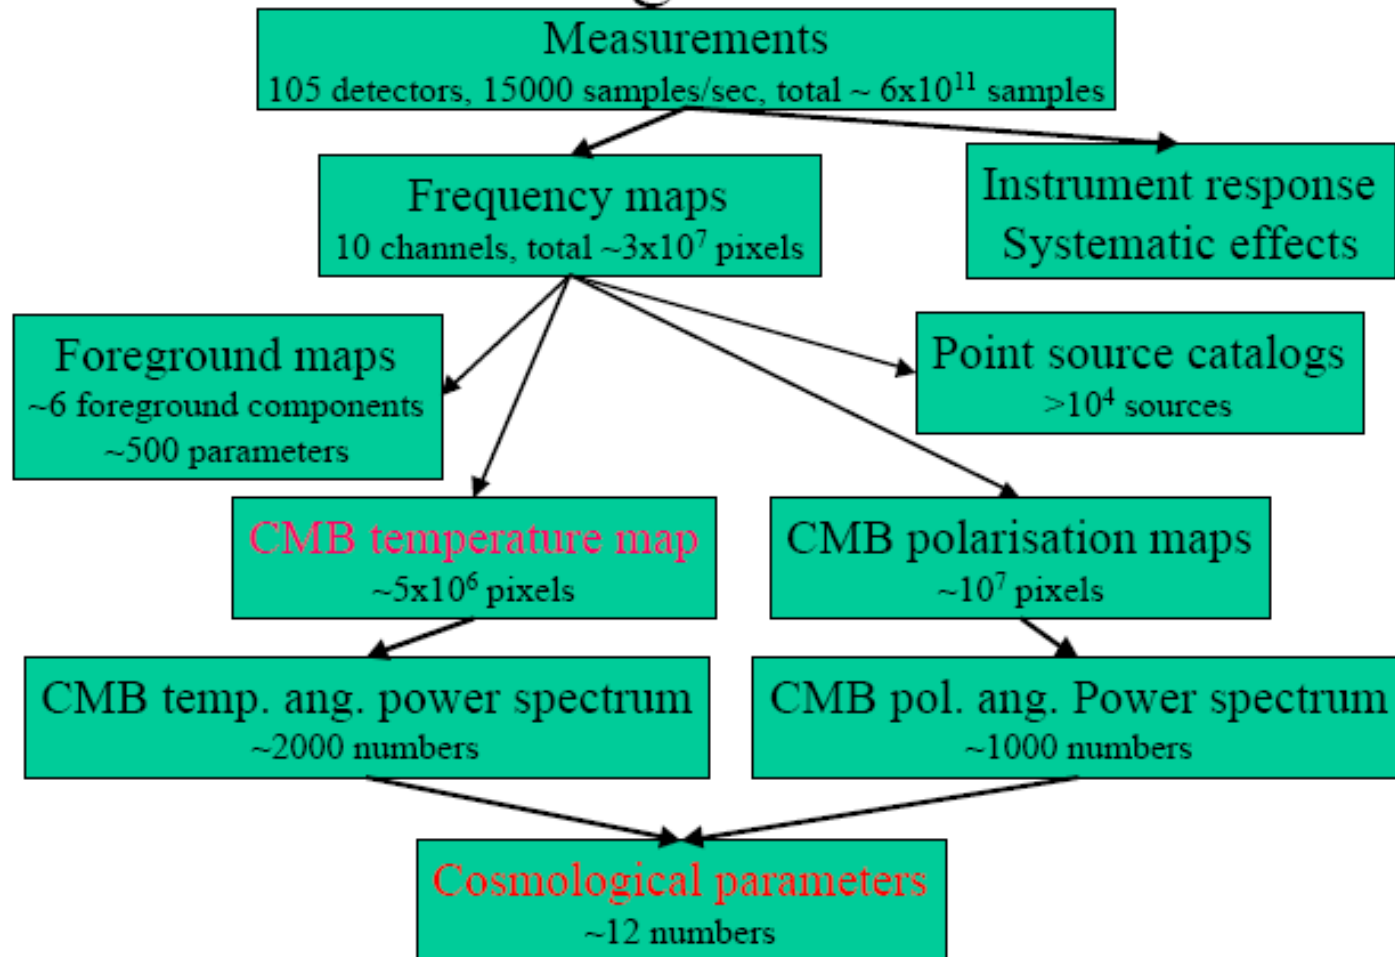 Measurements
105 detectors, 15000 samples/sec, total ~ 6x10¹¹ samples
Frequency maps
10 channels, total ~3x10⁷ pixels
Instrument response
Systematic effects
Foreground maps
~6 foreground components
~500 parameters
Point source catalogs
>10⁴ sources
CMB temperature map
~5x10⁶ pixels
CMB polarisation maps
~10⁷ pixels
CMB temp. ang. power spectrum
~2000 numbers
CMB pol. ang. Power spectrum
~1000 numbers
Cosmological parameters
~12 numbers